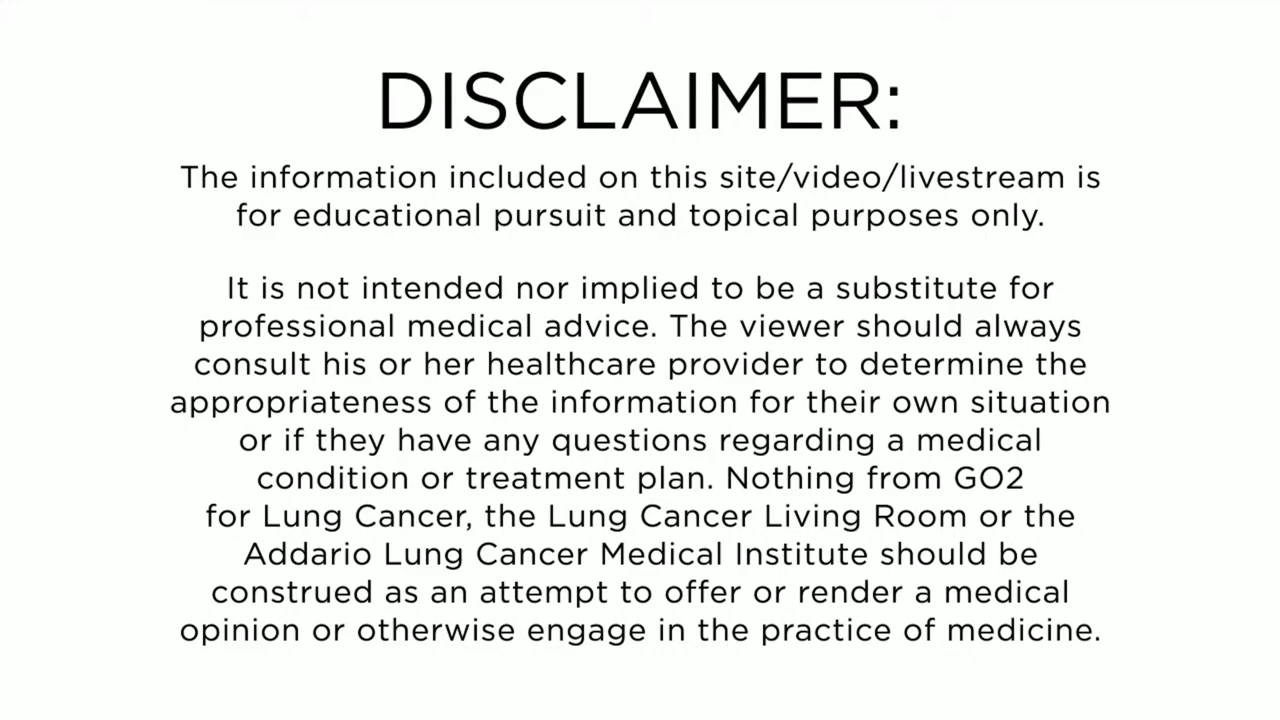 DISCLAIMER:
The information included on this site/video/livestream is
for educational pursuit and topical purposes only.
It is not intended nor implied to be a substitute for
professional medical advice. The viewer should always
consult his or her healthcare provider to determine the
appropriateness of the information for their own situation
or if they have any questions regarding a medical
condition or treatment plan. Nothing from GO2
for Lung Cancer, the Lung Cancer Living Room or the
Addario Lung Cancer Medical Institute should be
construed as an attempt to offer or render a medical
opinion or otherwise engage in the practice of medicine.